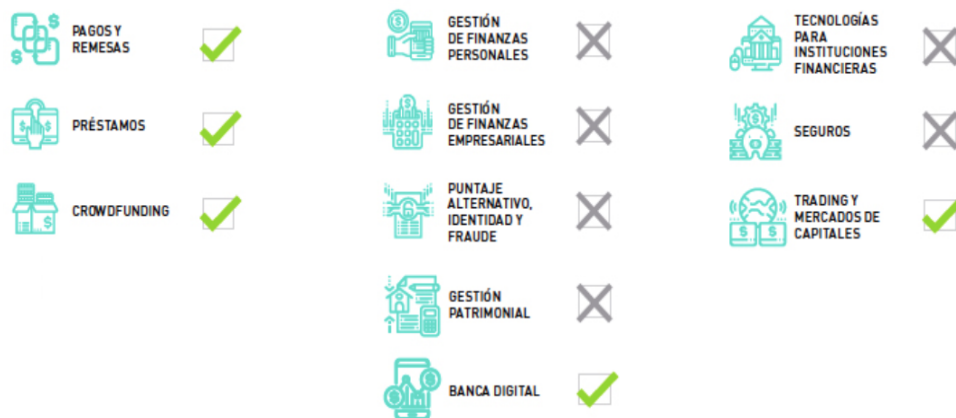 PAGOS Y
REMESAS
PRÉSTAMOS
CROWDFUNDING
GESTIÓN
DE FINANZAS
PERSONALES
GESTIÓN
DE FINANZAS
EMPRESARIALES
PUNTAJE
ALTERNATIVO,
IDENTIDAD Y
FRAUDE
GESTIÓN
PATRIMONIAL
BANCA DIGITAL
TECNOLOGÍAS
PARA
INSTITUCIONES
FINANCIERAS
SEGUROS
TRADING Y
MERCADOS DE
CAPITALES